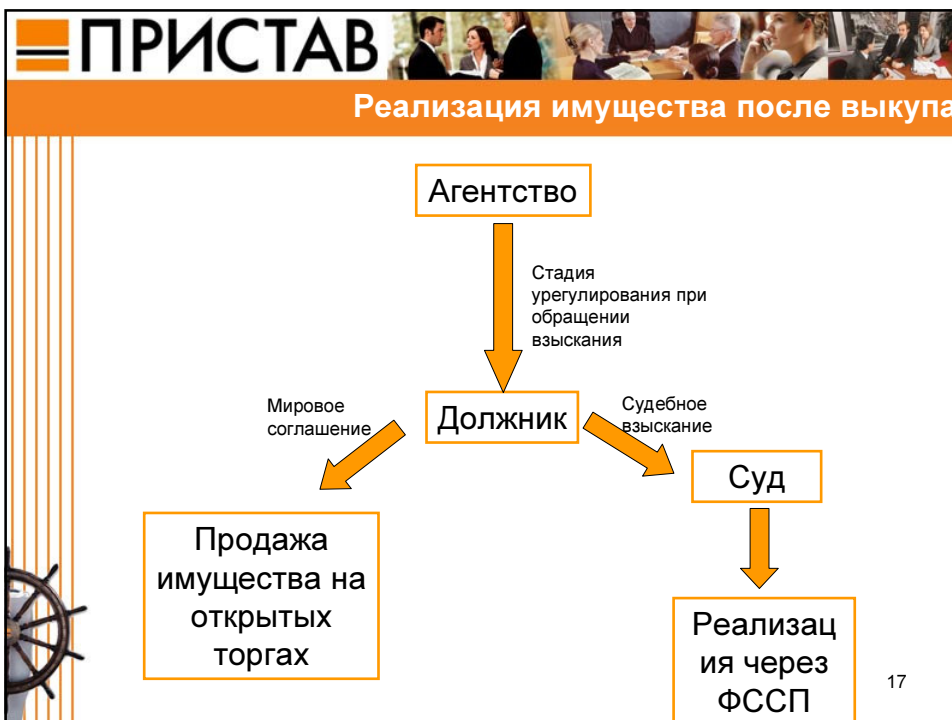 ПРИСТАВ
Реализация имущества после выкупа
Агентство
Стадия
урегулирования при
обращении
взыскания
Мировое
соглашение
Должник
Судебное
взыскание
Суд
Продажа
имущества на
открытых
торгах
Реализац
ия через
ФССП
17